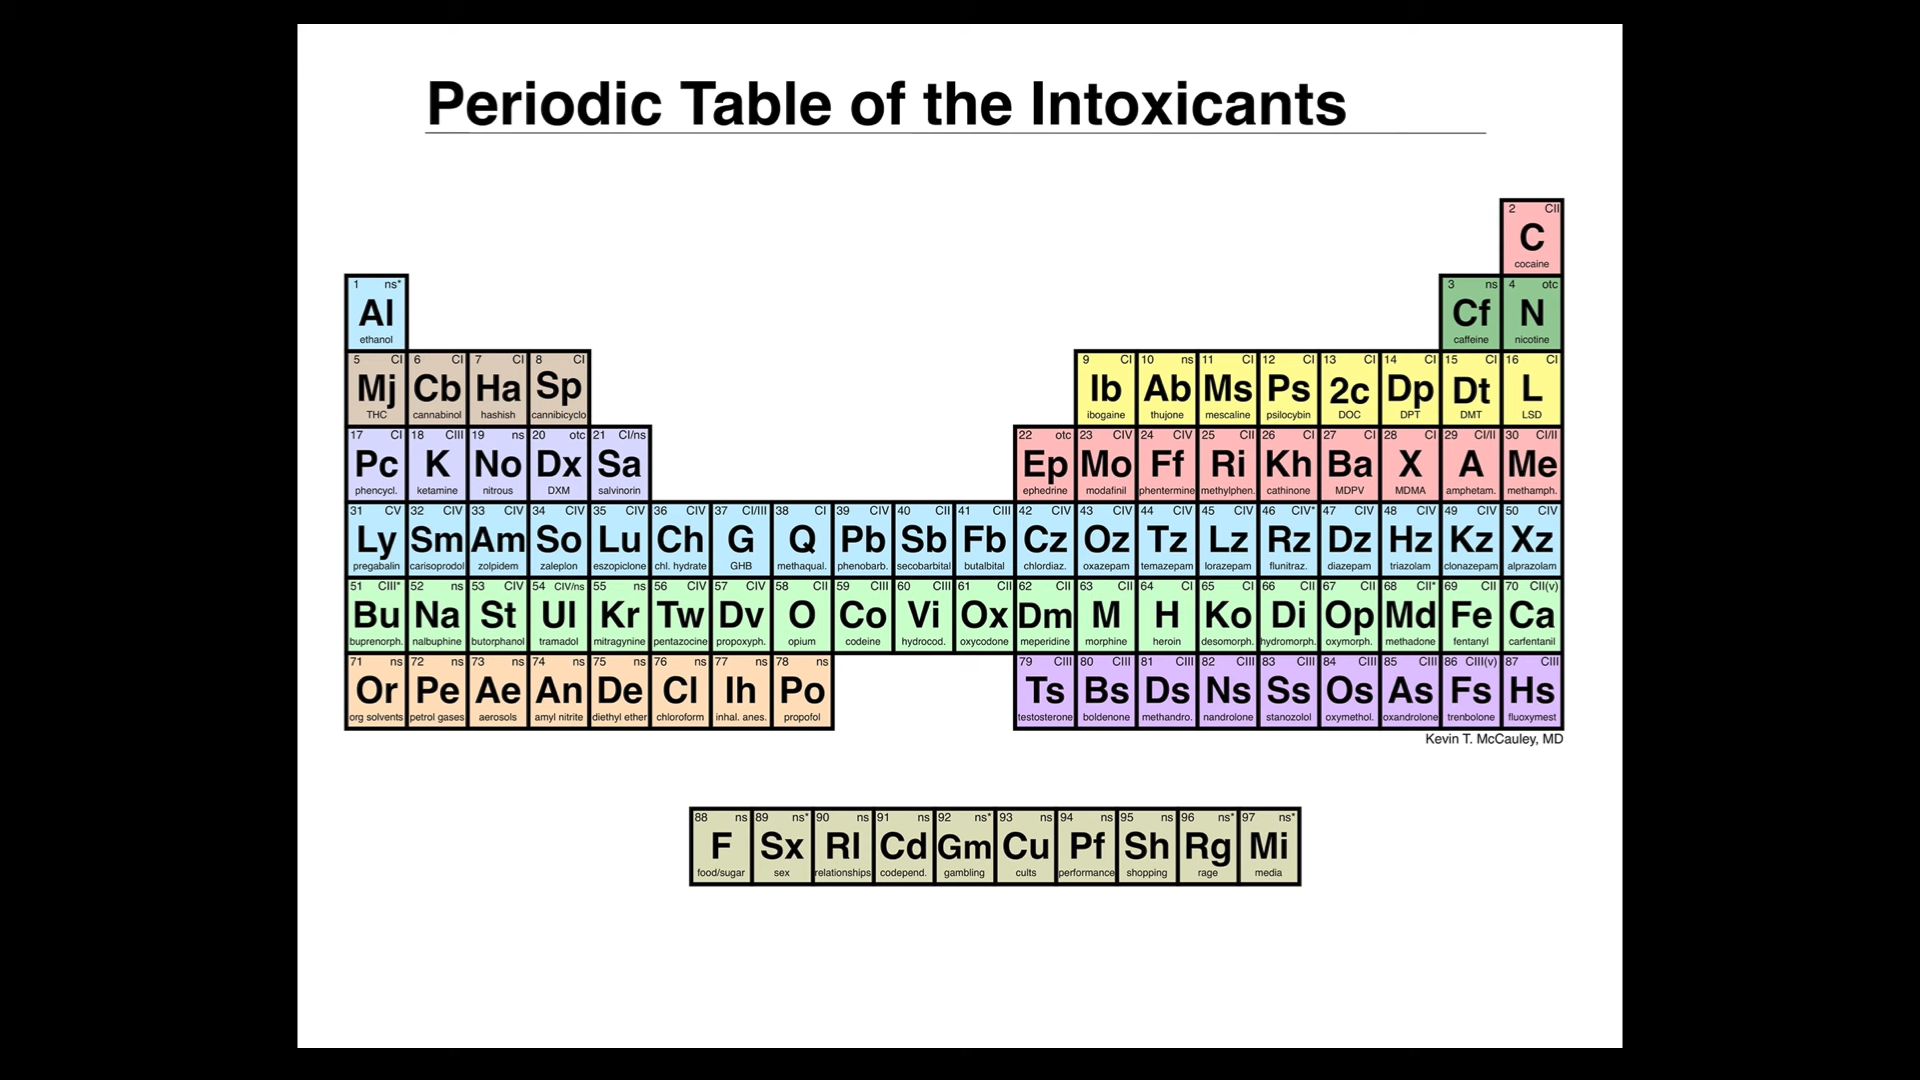 Periodic Table of the Intoxicants
2 CII
C
cocaine
1 ns* 3 ns 4 otc
Al Cf N
ethanol caffeine nicotine
5 CI 6 CI 7 CI 8 CI 9 CI 10 ns 11 CI 12 CI 13 CI 14 CI 15 CI 16 CI
Mj Cb Ha Sp Ib Ab Ms Ps 2c Dp Dt L
THC cannabinol hashish cannibicyclo ibogaine thujone mescaline psilocybin DOC DPT DMT LSD
17 CI 18 CIII 19 ns 20 otc 21 CI/ns 22 otc 23 CIV 24 CIV 25 CII 26 CI 27 CI 28 CI 29 CI/II 30 CI/II
Pc K No Dx Sa Ep Mo Ff Ri Kh Ba X A Me
phencycl. ketamine nitrous DXM salvinorin ephedrine modafinil phentermine methylphen. cathinone MDPV MDMA amphetam. methamph.
31 CV 32 CIV 33 CIV 34 CIV 35 CIV 36 CIV 37 CI/III 38 CI 39 CIV 40 CII 41 CIII 42 CIV 43 CIV 44 CIV 45 CIV 46 CIV* 47 CIV 48 CIV 49 CIV 50 CIV
Ly Sm Am So Lu Ch G Q Pb Sb Fb Cz Oz Tz Lz Rz Dz Hz Kz Xz
pregabalin carisoprodol zolpidem zaleplon eszopiclone chl. hydrate GHB methaqual. phenobarb. secobarbital butalbital chlordiaz. oxazepam temazepam lorazepam flunitraz. diazepam triazolam clonazepam alprazolam
51 CIII* 52 ns 53 CIV 54 CIV/ns 55 ns 56 CIV 57 CIV 58 CII 59 CIII 60 CIII 61 CII 62 CII 63 CII 64 CI 65 CI 66 CII 67 CII 68 CII* 69 CII 70 CII(v)
Bu Na St Ul Kr Tw Dv O Co Vi Ox Dm M H Ko Di Op Md Fe Ca
buprenorph. nalbuphine butorphanol tramadol mitragynine pentazocine propoxyph. opium codeine hydrocod. oxycodone meperidine morphine heroin desomorph. hydromorph. oxymorph. methadone fentanyl carfentanil
71 ns 72 ns 73 ns 74 ns 75 ns 76 ns 77 ns 78 ns 79 CIII 80 CIII 81 CIII 82 CIII 83 CIII 84 CIII 85 CIII 86 CIII(v) 87 CIII
Or Pe Ae An De Cl Ih Po Ts Bs Ds Ns Ss Os As Fs Hs
org solvents petrol gases aerosols amyl nitrite diethyl ether chloroform inhal. anes. propofol testosterone boldenone methandro. nandrolone stanozolol oxymethol. oxandrolone trenbolone fluoxymest
Kevin T. McCauley, MD
88 ns 89 ns* 90 ns 91 ns 92 ns* 93 ns 94 ns 95 ns 96 ns* 97 ns*
F Sx Rl Cd Gm Cu Pf Sh Rg Mi
food/sugar sex relationships codepend. gambling cults performance shopping rage media